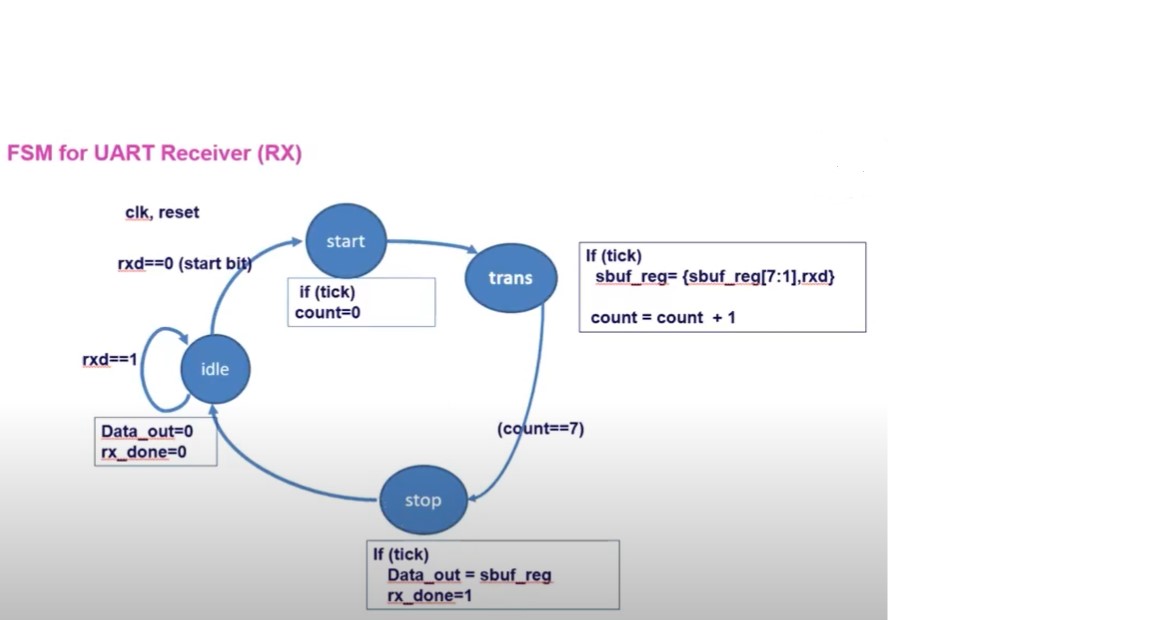 FSM for UART Receiver (RX)
clk, reset
rxd==0 (start bit)
start
if (tick)
count=0
trans
If (tick)
sbuf_reg= {sbuf_reg[7:1],rxd}
count = count + 1
rxd==1
idle
Data_out=0
rx_done=0
(count==7)
stop
If (tick)
Data_out = sbuf_reg
rx_done=1